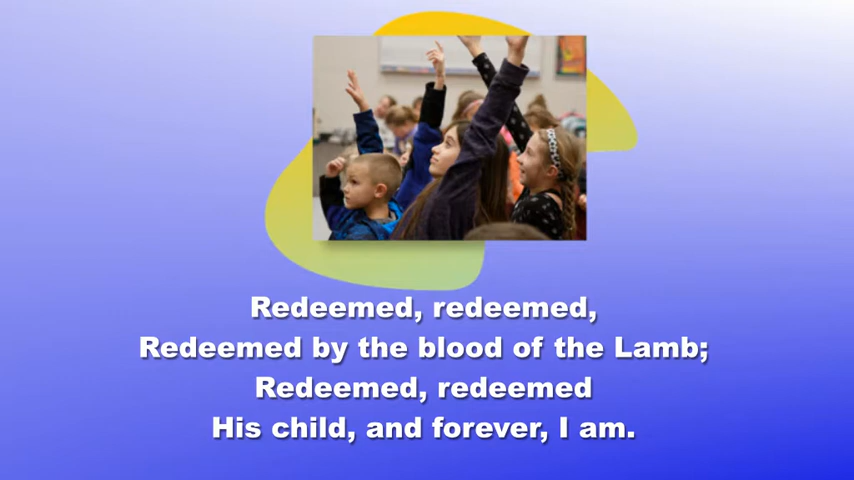 Redeemed, redeemed,
Redeemed by the blood of the Lamb;
Redeemed, redeemed
His child, and forever, I am.